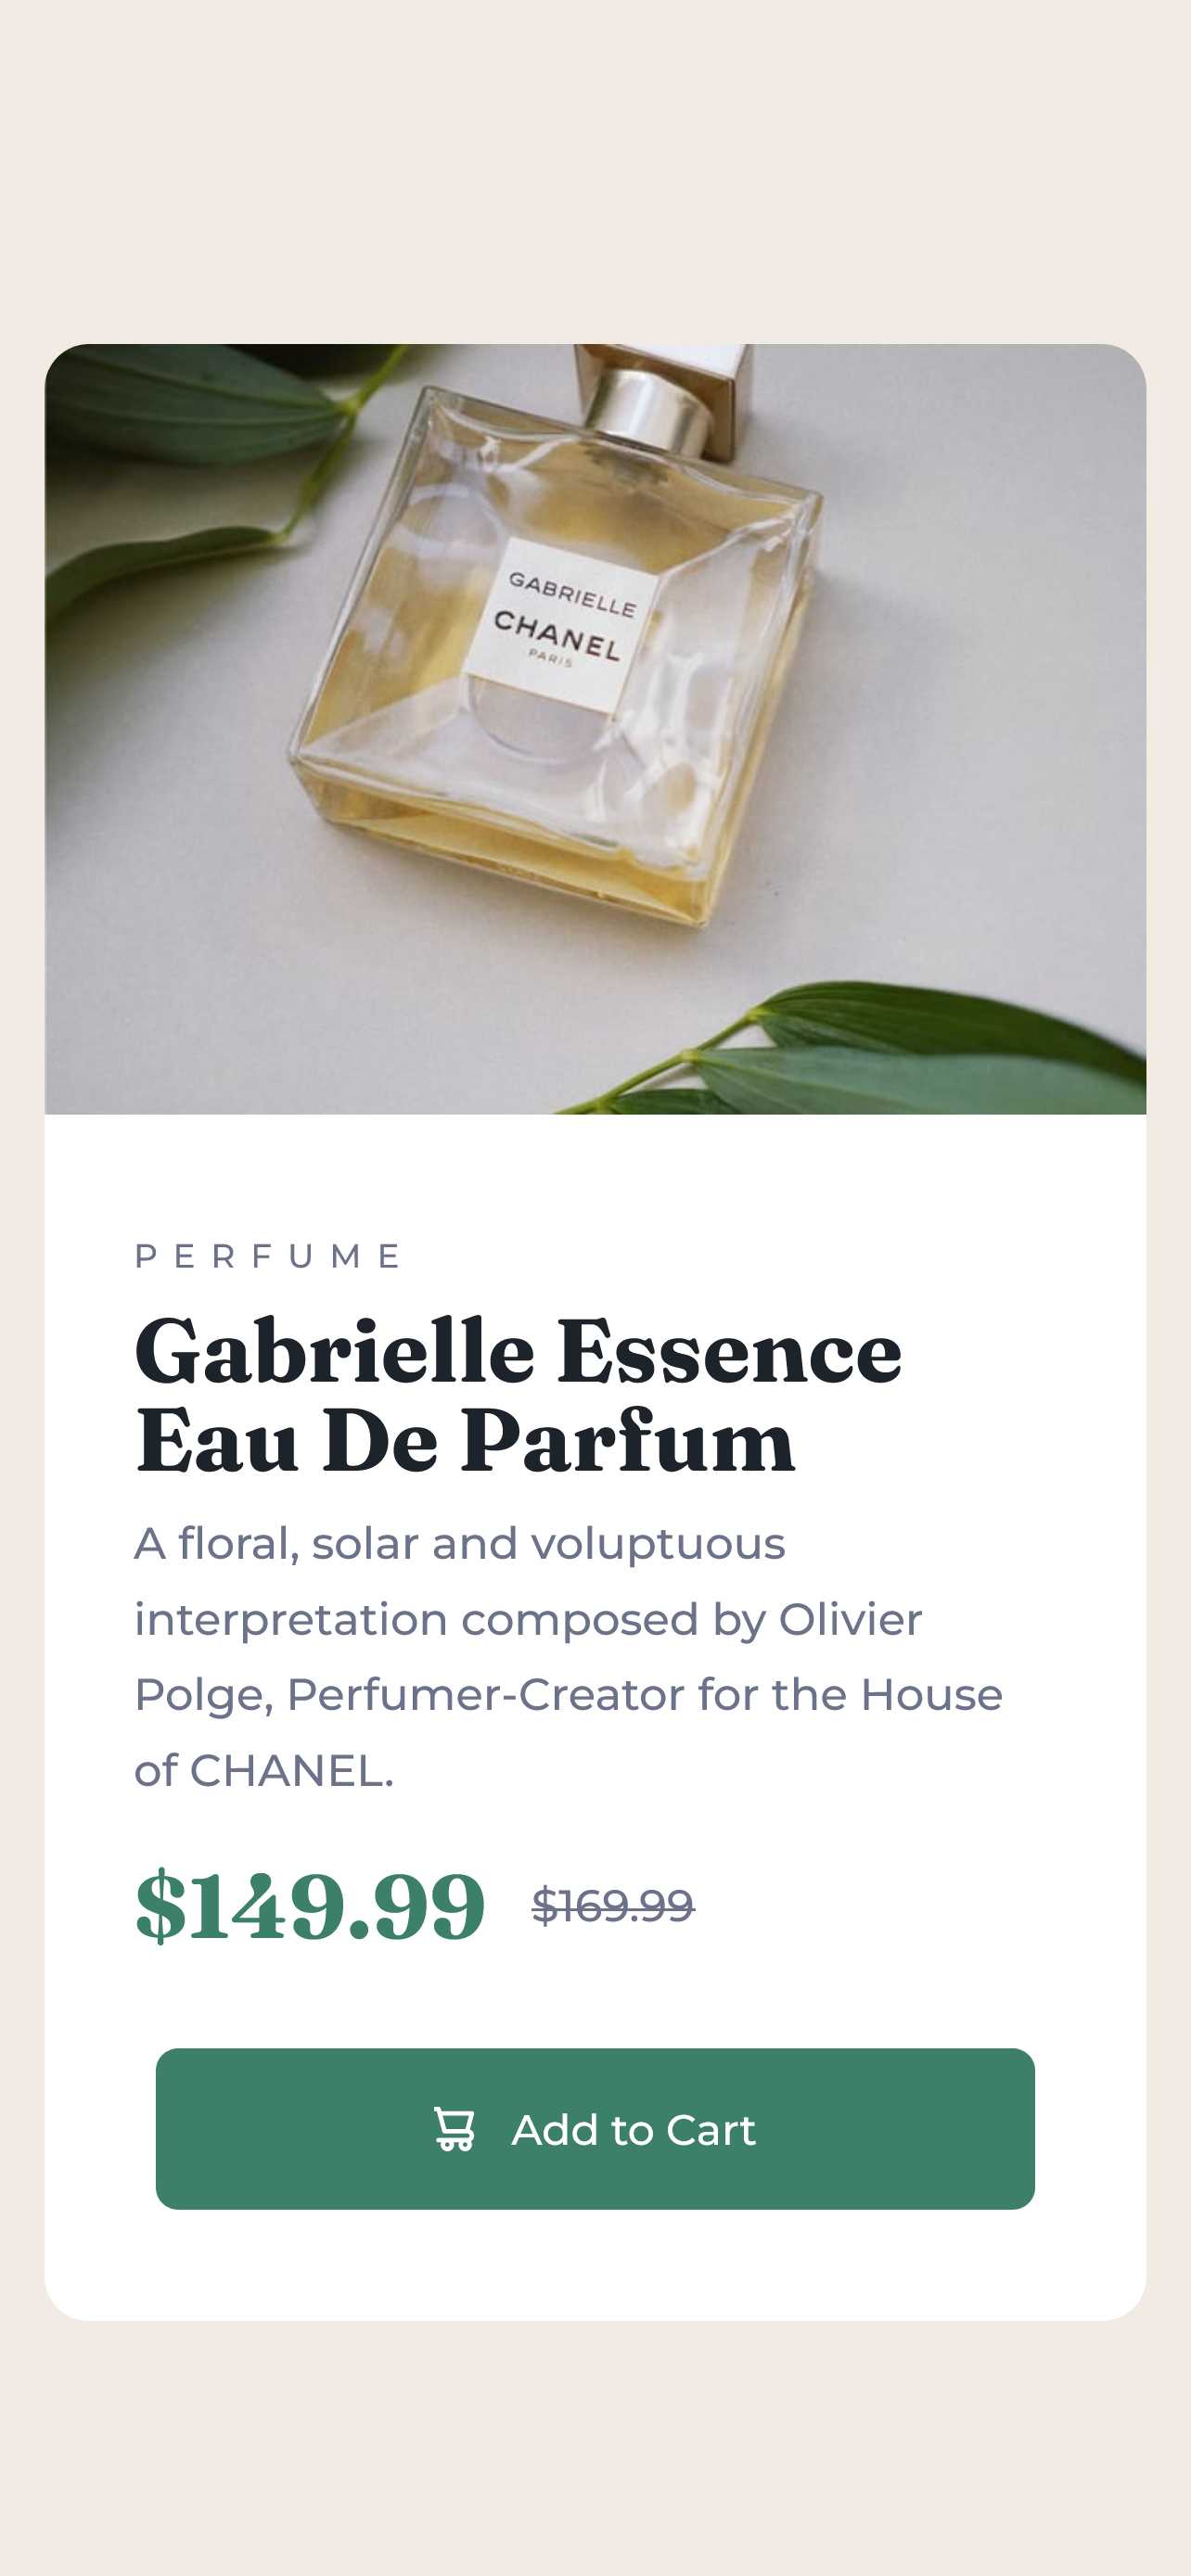 GABRIELLE
CHANEL
PARIS
PERFUME
Gabrielle Essence
Eau De Parfum
A floral, solar and voluptuous
interpretation composed by Olivier
Polge, Perfumer-Creator for the House
of CHANEL.
$149.99 $169.99
Add to Cart